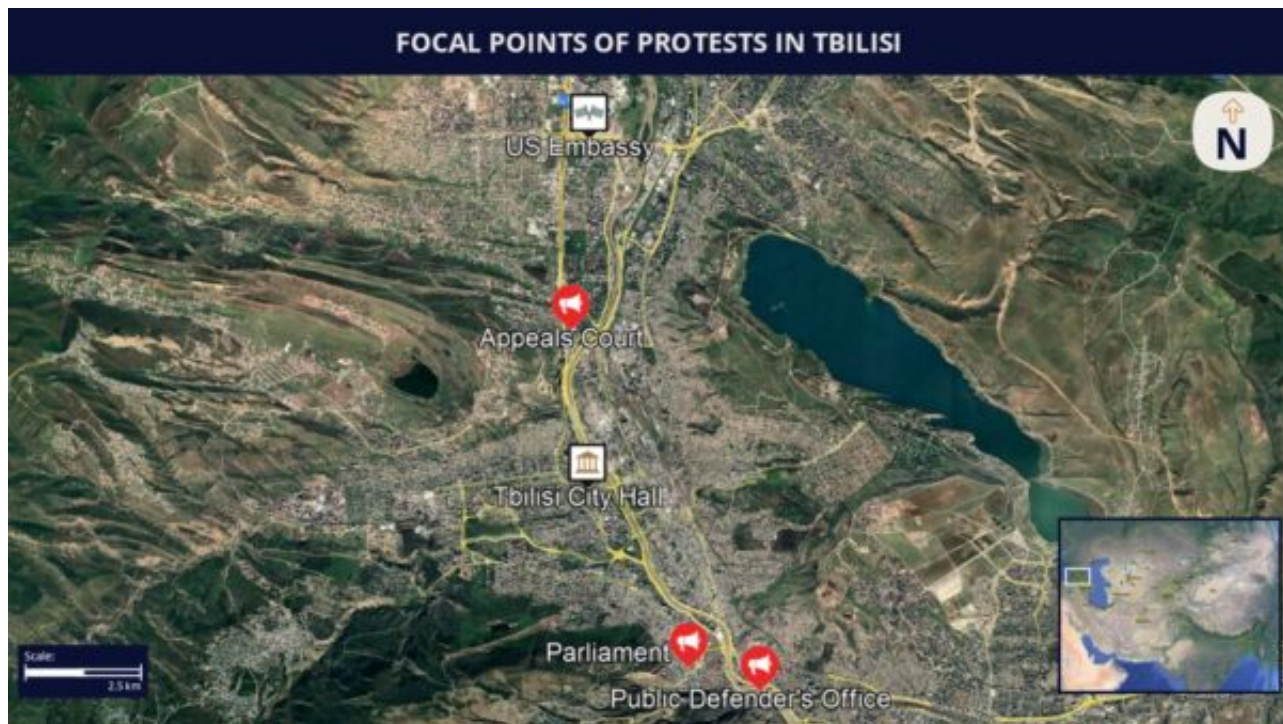 FOCAL POINTS OF PROTESTS IN TBILISI
N
US Embassy
Appeals Court
Tbilisi City Hall
Parliament
Public Defender's Office
Scale:
2.5 km